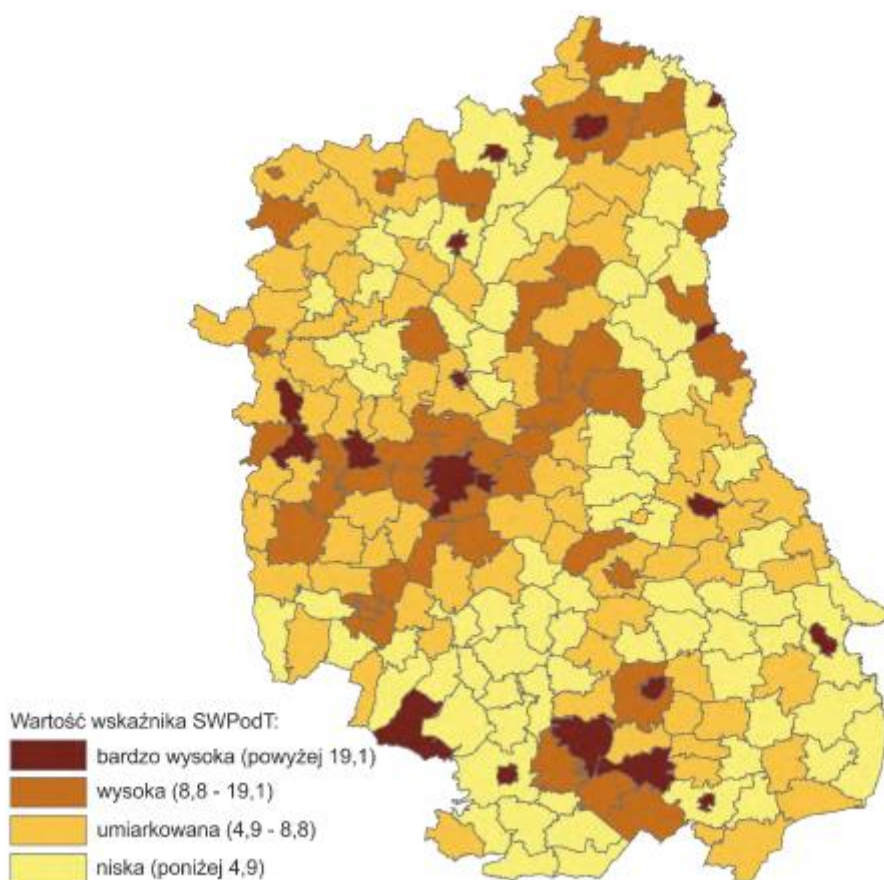 Wartość wskaźnika SWPodT:
bardzo wysoka (powyżej 19,1)
wysoka (8,8 - 19,1)
umiarkowana (4,9 - 8,8)
niska (poniżej 4,9)